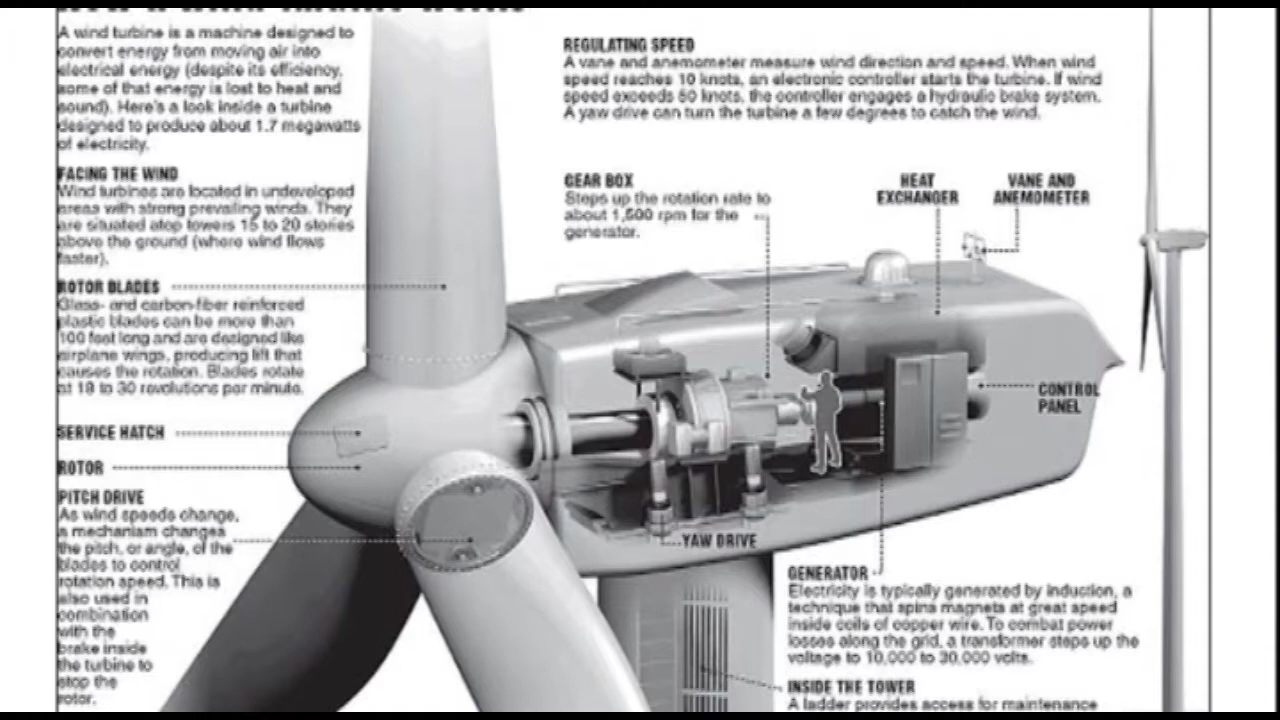 A wind turbine is a machine designed to
convert energy from moving air into
electrical energy (despite its efficiency,
some of that energy is lost to heat and
sound). Here's a look inside a turbine
designed to produce about 1.7 megawatts
of electricity.
FACING THE WIND
Wind turbines are located in undeveloped
areas with strong prevailing winds. They
are situated atop towers 15 to 20 stories
above the ground (where wind flows
faster).
ROTOR BLADES
Glass- and carbon-fiber reinforced
plastic blades can be more than
100 feet long and are designed like
airplane wings, producing lift that
causes the rotation. Blades rotate
at 18 to 30 revolutions per minute.
SERVICE HATCH
ROTOR
PITCH DRIVE
As wind speeds change,
a mechanism changes
the pitch, or angle, of the
blades to control
rotation speed. This is
also used in
combination
with the
brake inside
the turbine to
stop the
rotor.
REGULATING SPEED
A vane and anemometer measure wind direction and speed. When wind
speed reaches 10 knots, an electronic controller starts the turbine. If wind
speed exceeds 50 knots, the controller engages a hydraulic brake system.
A yaw drive can turn the turbine a few degrees to catch the wind.
GEAR BOX
Steps up the rotation rate to
about 1,500 rpm for the
generator.
HEAT
EXCHANGER
VANE AND
ANEMOMETER
CONTROL
PANEL
YAW DRIVE
GENERATOR
Electricity is typically generated by induction, a
technique that spins magnets at great speed
inside coils of copper wire. To combat power
losses along the grid, a transformer steps up the
voltage to 10,000 to 30,000 volts.
INSIDE THE TOWER
A ladder provides access for maintenance